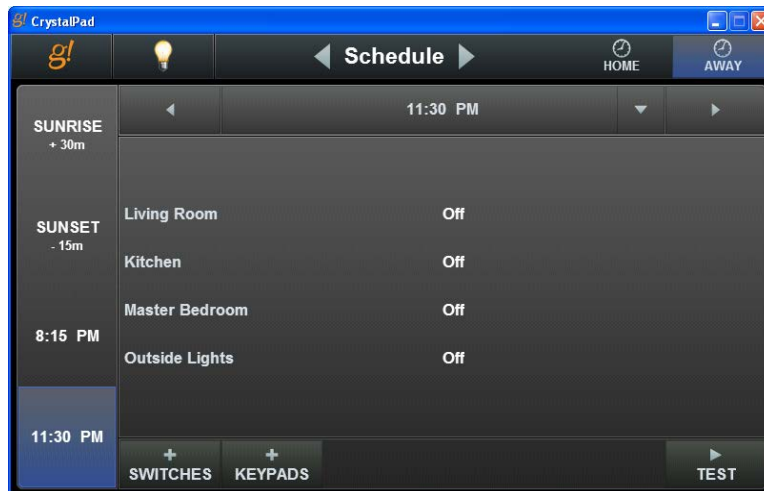 g! CrystalPad
g!
Schedule
HOME
AWAY
SUNRISE
+ 30m
SUNSET
- 15m
8:15 PM
11:30 PM
11:30 PM
Living Room Off
Kitchen Off
Master Bedroom Off
Outside Lights Off
+ +
SWITCHES KEYPADS
TEST